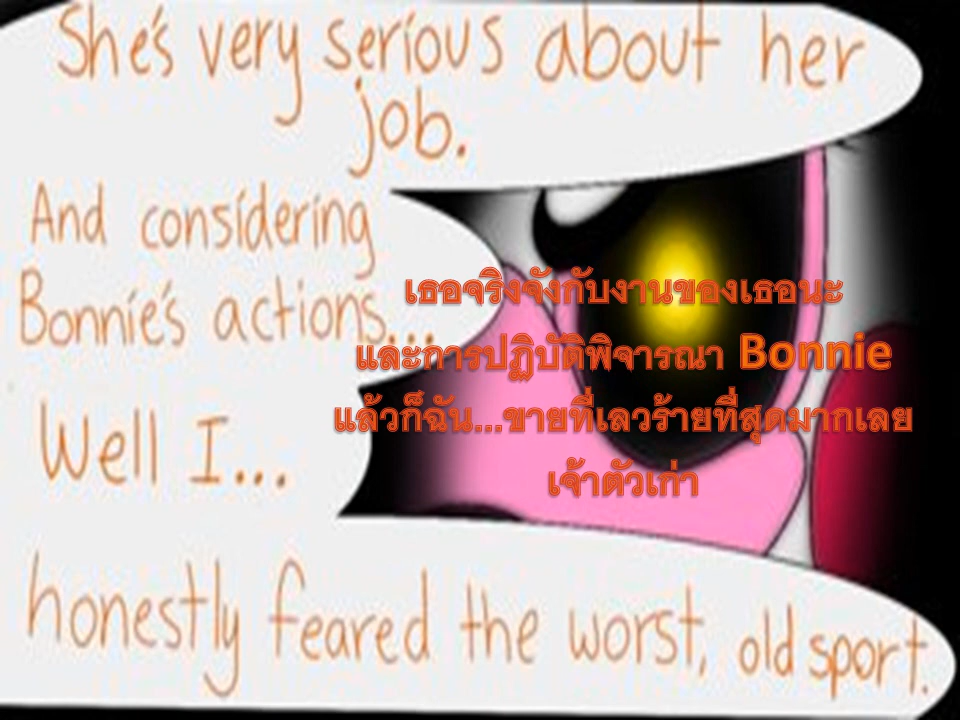 She's very serious about her
job.
And considering
Bonnie's actions...
Well I...
honestly feared the worst, old sport.
เธอจริงจังกับงานของเธอนะ
และการปฏิบัติพิจารณา Bonnie
แล้วก็ฉัน...ขายที่เลวร้ายที่สุดมากเลย
เจ้าตัวเก่า